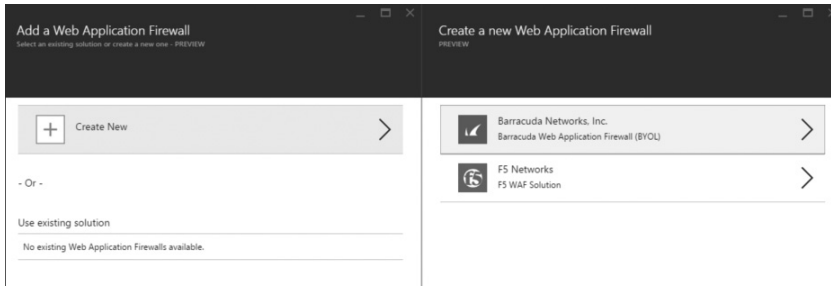 Add a Web Application Firewall
Select an existing solution or create a new one - PREVIEW
Create New
- Or -
Use existing solution
No existing Web Application Firewalls available.
Create a new Web Application Firewall
PREVIEW
Barracuda Networks, Inc.
Barracuda Web Application Firewall (BYOL)
F5 Networks
F5 WAF Solution